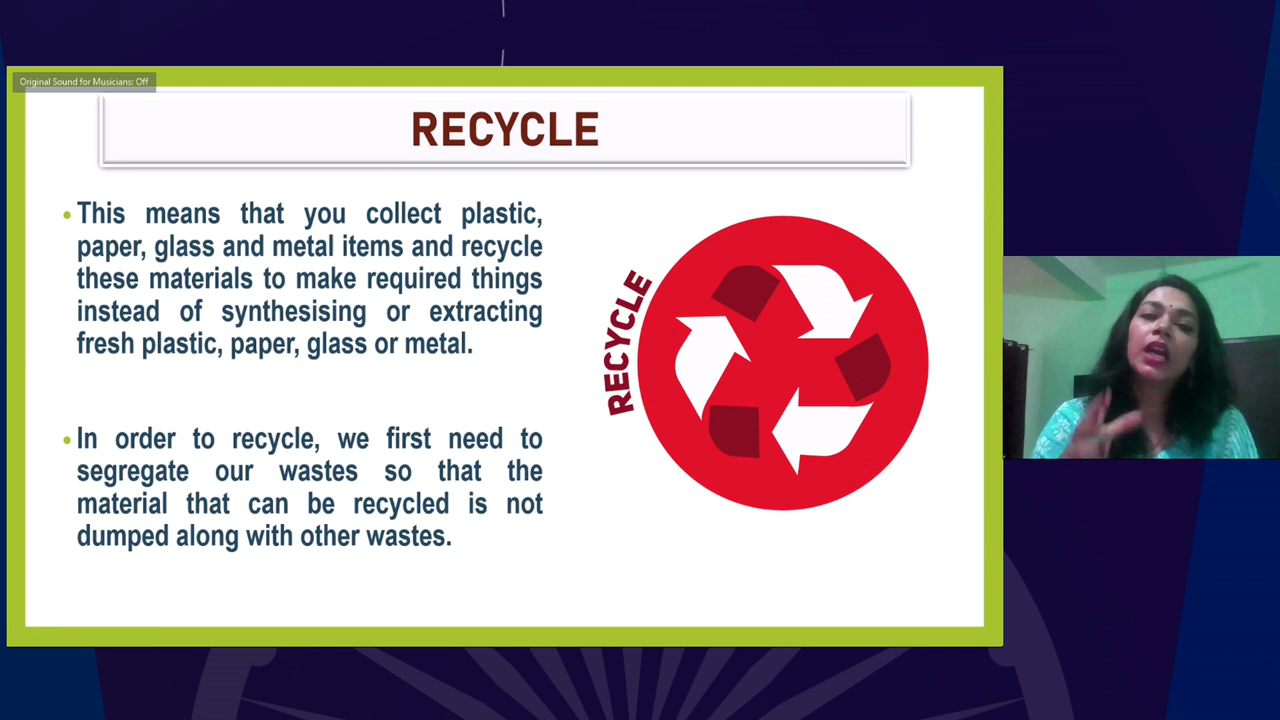 Original Sound for Musicians: Off
RECYCLE
This means that you collect plastic,
paper, glass and metal items and recycle
these materials to make required things
instead of synthesising or extracting
fresh plastic, paper, glass or metal.
In order to recycle, we first need to
segregate our wastes so that the
material that can be recycled is not
dumped along with other wastes.
RECYCLE